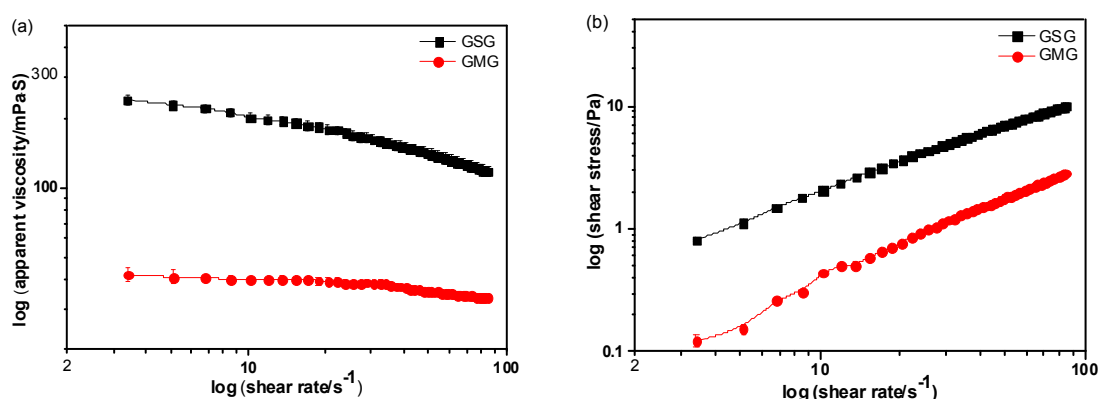 (a)
GSG
GMG
300
100
log (apparent viscosity/mPa·S)
2
10
100
log (shear rate/s-1)
(b)
GSG
GMG
10
1
0.1
log (shear stress/Pa)
2
10
100
log (shear rate/s-1)